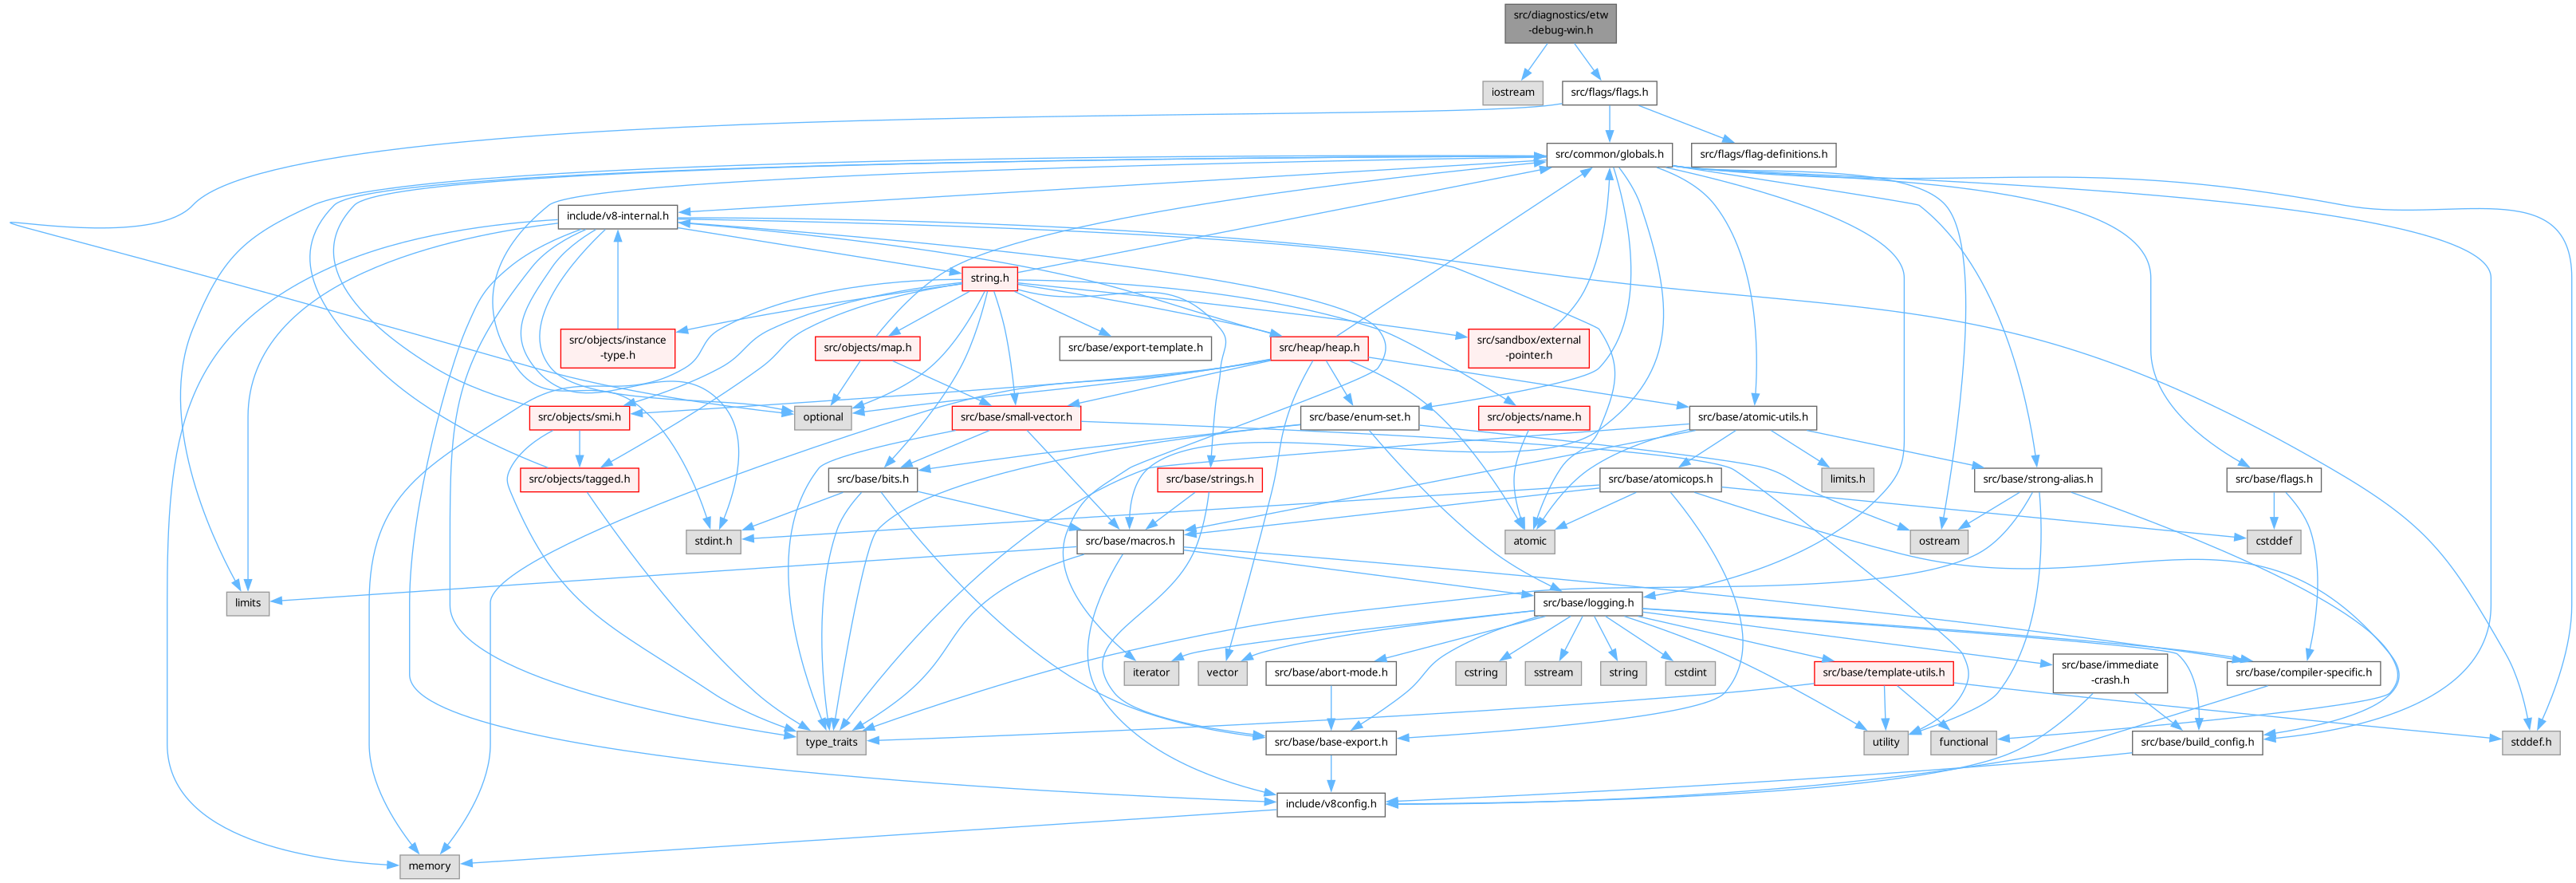 src/diagnostics/etw
-debug-win.h
iostream
src/flags/flags.h
src/common/globals.h
src/flags/flag-definitions.h
include/v8-internal.h
string.h
src/objects/instance
-type.h
src/objects/map.h
src/base/export-template.h
src/heap/heap.h
src/sandbox/external
-pointer.h
src/objects/smi.h
optional
src/base/small-vector.h
src/base/enum-set.h
src/objects/name.h
src/base/atomic-utils.h
src/objects/tagged.h
src/base/bits.h
src/base/strings.h
src/base/atomicops.h
limits.h
src/base/strong-alias.h
src/base/flags.h
stdint.h
src/base/macros.h
atomic
ostream
cstddef
limits
src/base/logging.h
iterator
vector
src/base/abort-mode.h
cstring
sstream
string
cstdint
src/base/template-utils.h
src/base/immediate
-crash.h
src/base/compiler-specific.h
type_traits
src/base/base-export.h
utility
functional
src/base/build_config.h
stddef.h
include/v8config.h
memory